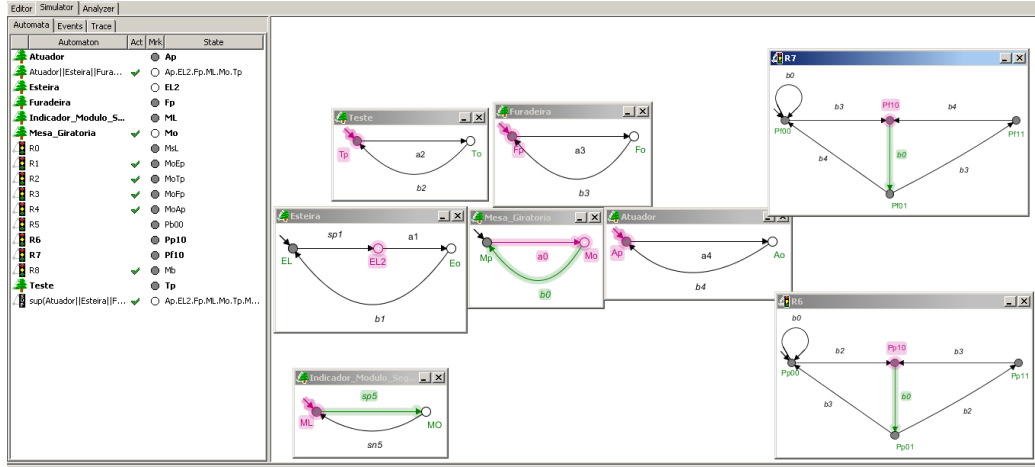 Editor Simulator Analyzer
Automata Events Trace
Automaton Act Mrk State
Atuador Ap
Atuador||Esteira||Fura... Ap.EL2.Fp.ML.Mo.Tp
Esteira EL2
Furadeira Fp
Indicador_Modulo_S... ML
Mesa_Giratoria Mo
R0 MsL
R1 MoEp
R2 MoTp
R3 MoFp
R4 MoAp
R5 Pb00
R6 Pp10
R7 Pf10
R8 Mb
Teste Tp
sup(Atuador||Esteira||F... Ap.EL2.Fp.ML.Mo.Tp.M...
Teste
Tp
a2
To
b2
Furadeira
Fp
a3
Fo
b3
R7
b0
b3
Pf10
b4
Pf00
Pf11
b4
b0
b3
Pf01
Esteira
sp1
a1
EL
EL2
Eo
b1
Mesa_Giratoria
Mp
a0
Mo
b0
Atuador
Ap
a4
Ao
b4
R6
b0
b2
Pp10
b3
Pp00
Pp11
b3
b0
b2
Pp01
Indicador_Modulo_Seg...
sp5
ML
MO
sn5